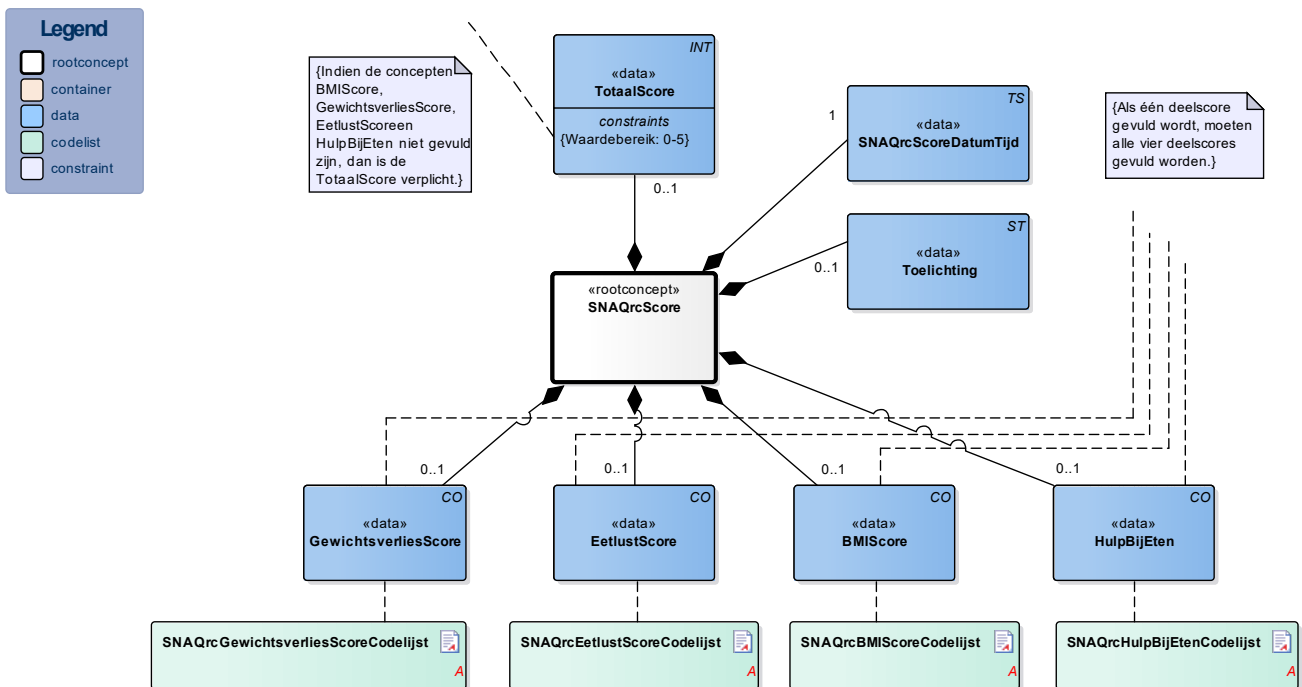 Legend
rootconcept
container
data
codelist
constraint
{Indien de concepten
BMIScore,
GewichtsverliesScore,
EetlustScoreen
HulpBijEten niet gevuld
zijn, dan is de
TotaalScore verplicht.}
INT
«data»
TotaalScore
constraints
{Waardebereik: 0-5}
0..1
TS
«data»
SNAQrcScoreDatumTijd
1
ST
«data»
Toelichting
0..1
{Als één deelscore
gevuld wordt, moeten
alle vier deelscores
gevuld worden.}
«rootconcept»
SNAQrcScore
0..1
0..1
0..1
0..1
CO
«data»
GewichtsverliesScore
CO
«data»
EetlustScore
CO
«data»
BMIScore
CO
«data»
HulpBijEten
SNAQrcGewichtsverliesScoreCodelijst
A
SNAQrcEetlustScoreCodelijst
A
SNAQrcBMIScoreCodelijst
A
SNAQrcHulpBijEtenCodelijst
A